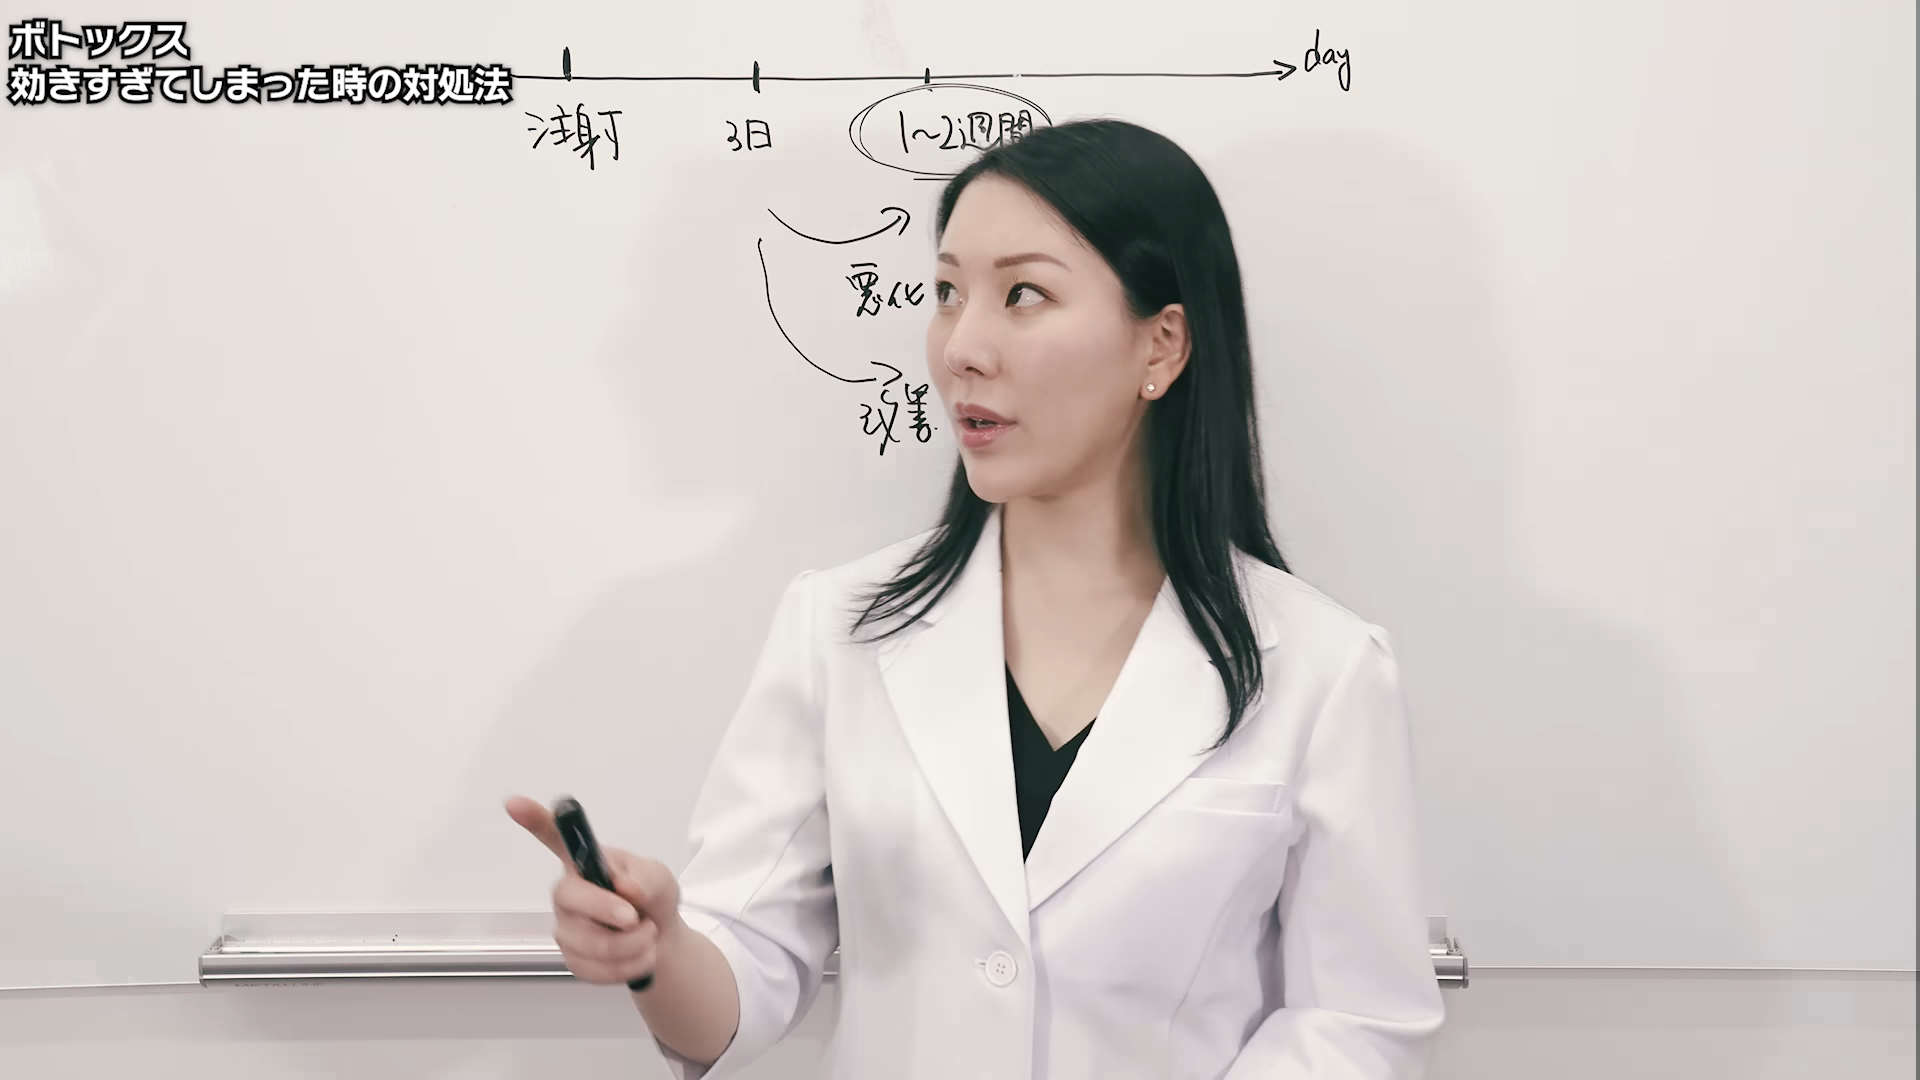 ボトックス
効きすぎてしまった時の対処法
day
注射
3日
1～2週間
悪化
改善